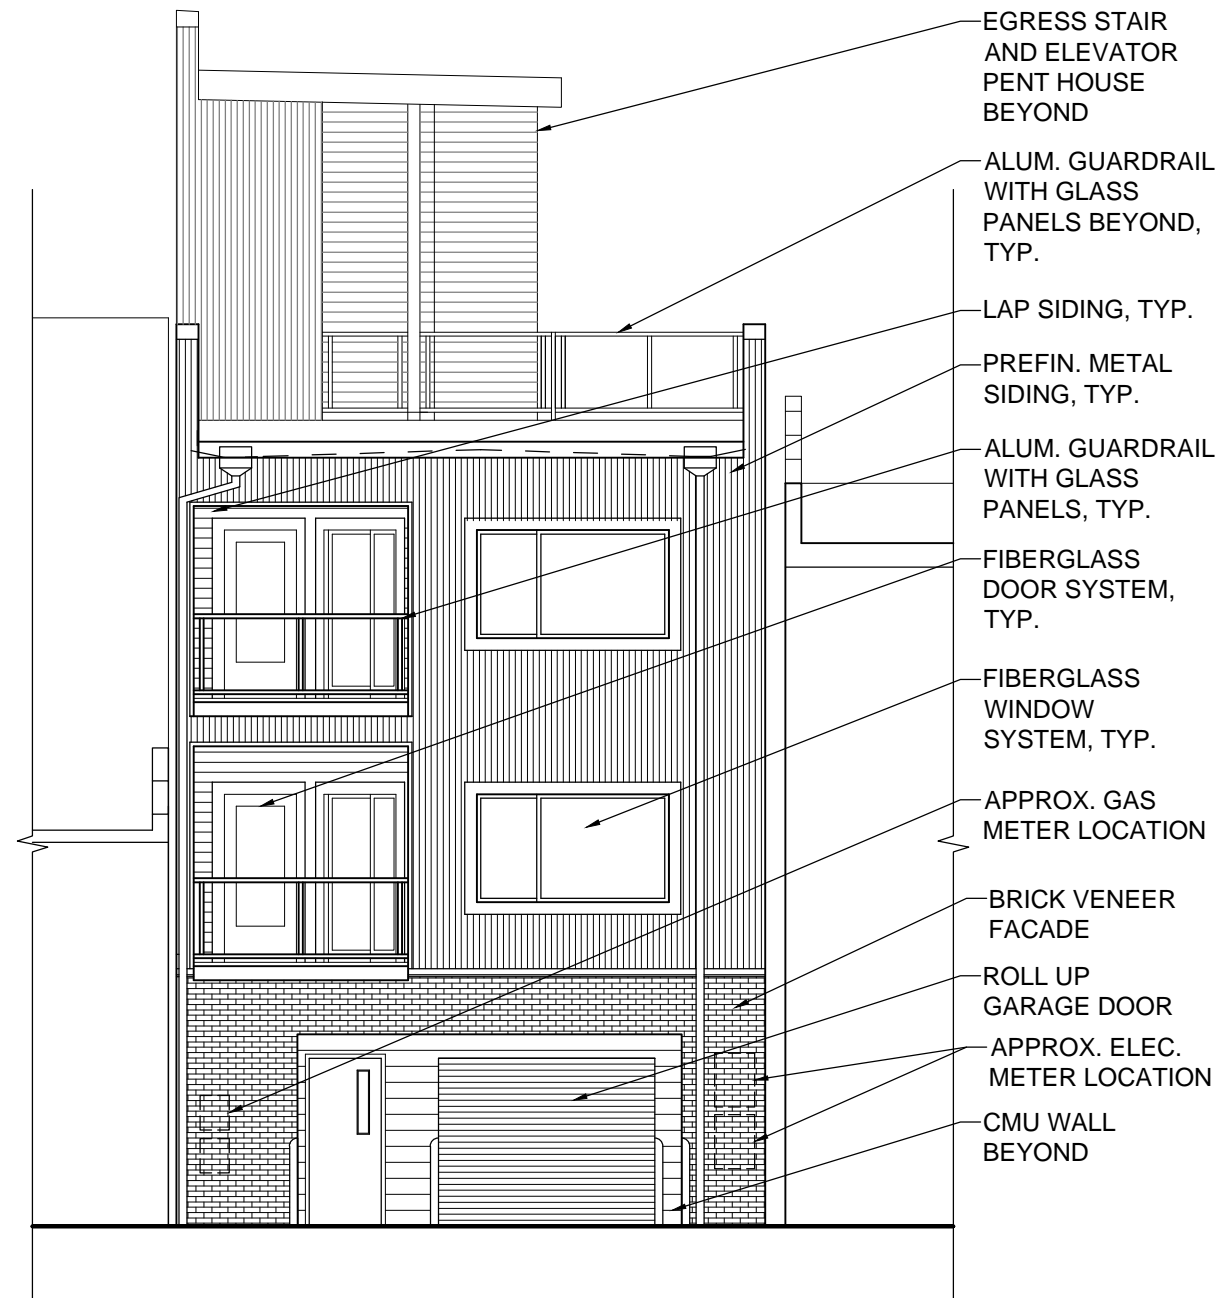 EGRESS STAIR
AND ELEVATOR
PENT HOUSE
BEYOND
ALUM. GUARDRAIL
WITH GLASS
PANELS BEYOND,
TYP.
LAP SIDING, TYP.
PREFIN. METAL
SIDING, TYP.
ALUM. GUARDRAIL
WITH GLASS
PANELS, TYP.
FIBERGLASS
DOOR SYSTEM,
TYP.
FIBERGLASS
WINDOW
SYSTEM, TYP.
APPROX. GAS
METER LOCATION
BRICK VENEER
FACADE
ROLL UP
GARAGE DOOR
APPROX. ELEC.
METER LOCATION
CMU WALL
BEYOND